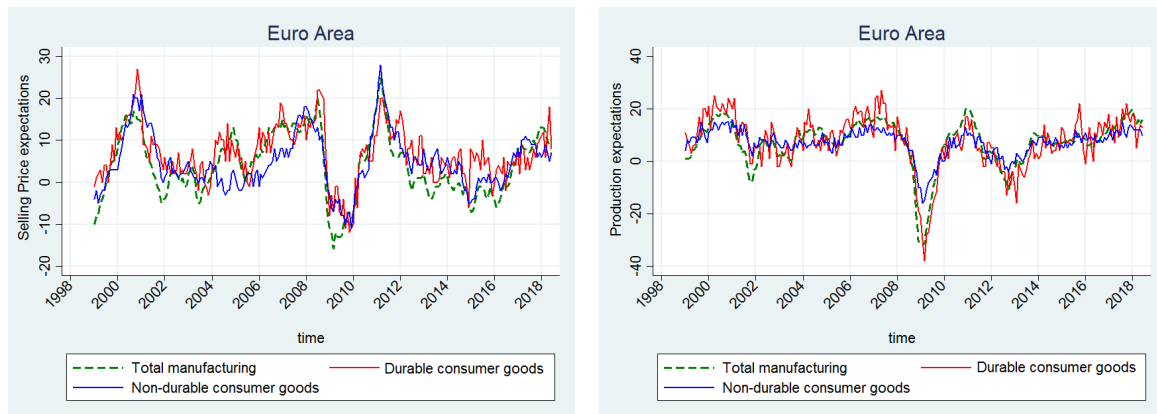 Euro Area
Selling Price expectations
30
20
10
0
-10
-20
1998 2000 2002 2004 2006 2008 2010 2012 2014 2016 2018
time
Total manufacturing Durable consumer goods
Non-durable consumer goods
Euro Area
Production expectations
40
20
0
-20
-40
1998 2000 2002 2004 2006 2008 2010 2012 2014 2016 2018
time
Total manufacturing Durable consumer goods
Non-durable consumer goods